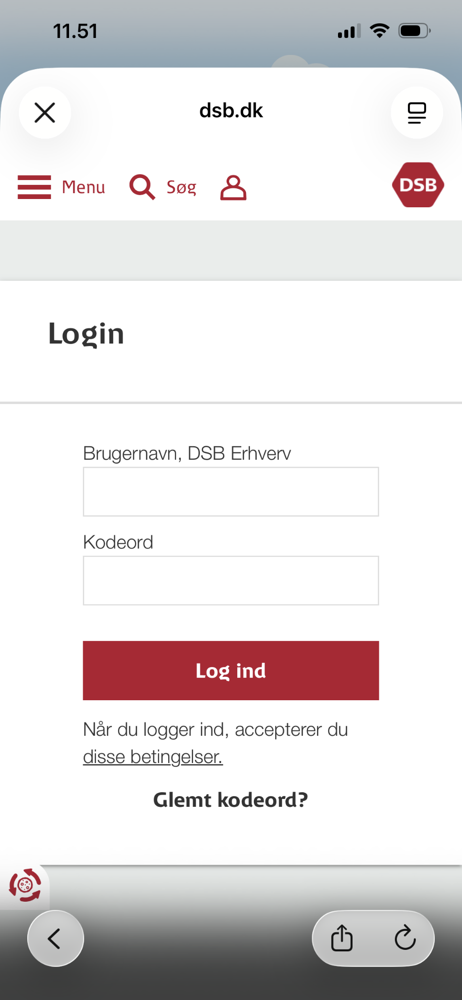 11.51
dsb.dk
Menu
Søg
DSB
Login
Brugernavn, DSB Erhverv
Kodeord
Log ind
Når du logger ind, accepterer du
disse betingelser.
Glemt kodeord?